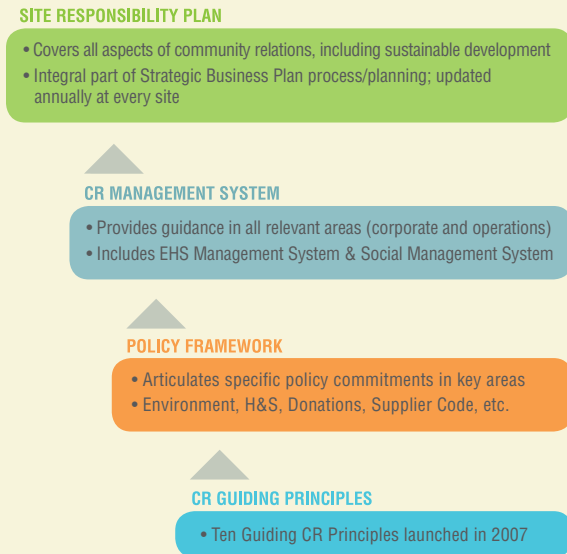 SITE RESPONSIBILITY PLAN
• Covers all aspects of community relations, including sustainable development
• Integral part of Strategic Business Plan process/planning; updated
annually at every site
CR MANAGEMENT SYSTEM
• Provides guidance in all relevant areas (corporate and operations)
• Includes EHS Management System & Social Management System
POLICY FRAMEWORK
• Articulates specific policy commitments in key areas
• Environment, H&S, Donations, Supplier Code, etc.
CR GUIDING PRINCIPLES
• Ten Guiding CR Principles launched in 2007